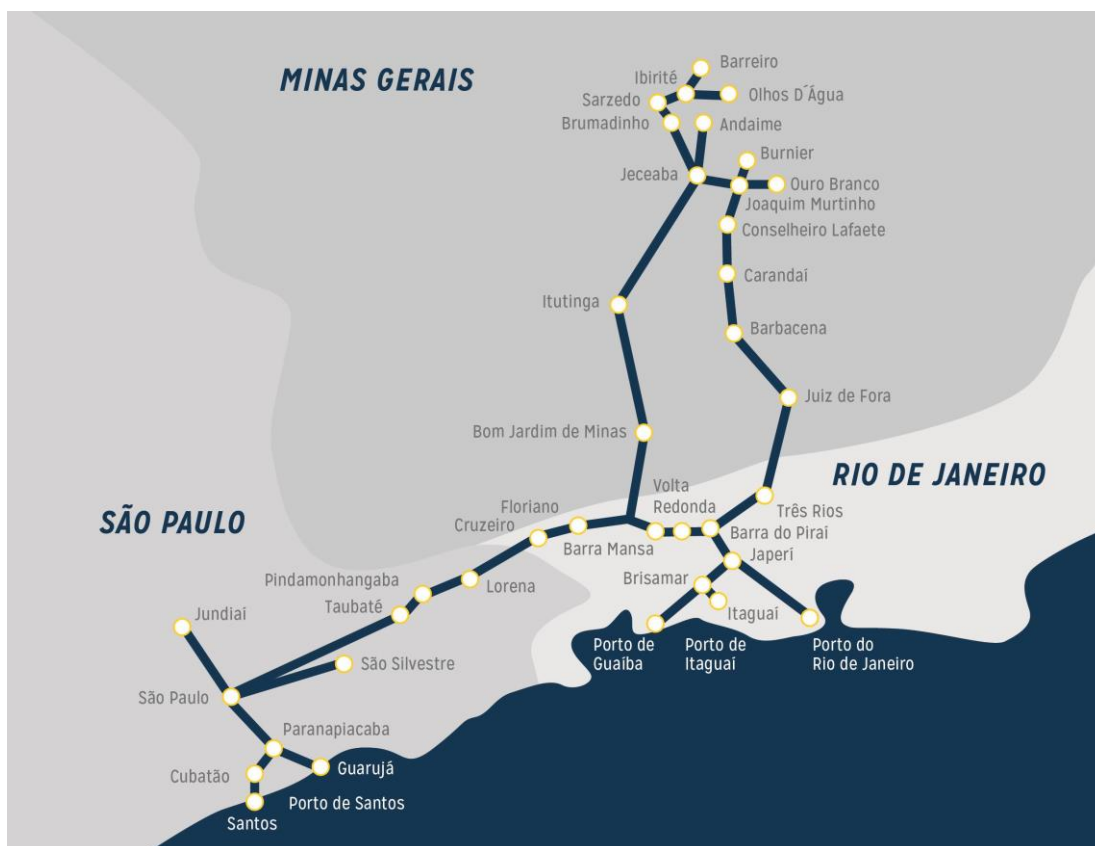 MINAS GERAIS
Barreiro
Ibirité
Olhos D´Água
Sarzedo
Brumadinho
Andaime
Burnier
Jeceaba
Ouro Branco
Joaquim Murtinho
Conselheiro Lafaete
Carandaí
Itutinga
Barbacena
Juiz de Fora
Bom Jardim de Minas
RIO DE JANEIRO
Volta
Redonda
SÃO PAULO
Floriano
Cruzeiro
Três Rios
Barra do Piraí
Barra Mansa
Japeri
Pindamonhangaba
Lorena
Brisamar
Taubaté
Itaguaí
Jundiaí
Porto de
Guaíba
Porto de
Itaguaí
Porto do
Rio de Janeiro
São Silvestre
São Paulo
Paranapiacaba
Guarujá
Cubatão
Porto de Santos
Santos